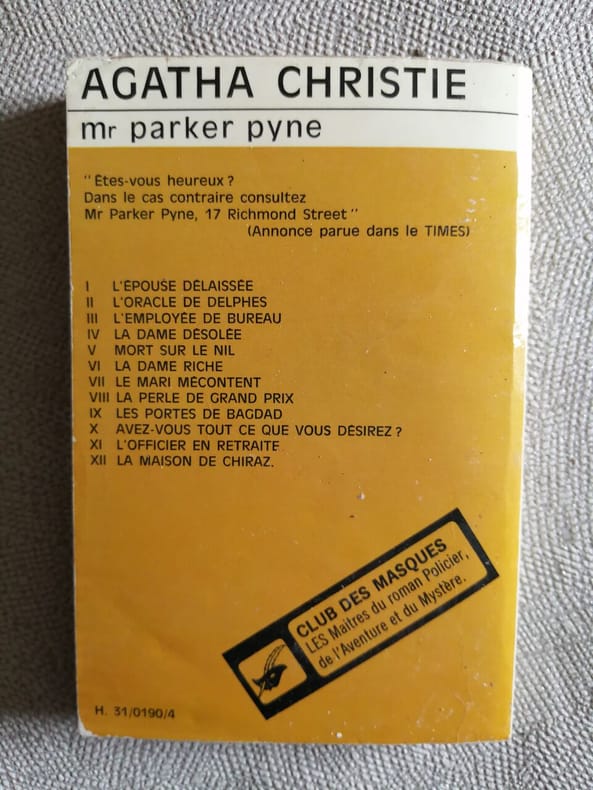 AGATHA CHRISTIE
mr parker pyne
"Êtes-vous heureux ?
Dans le cas contraire consultez
Mr Parker Pyne, 17 Richmond Street"
(Annonce parue dans le TIMES)
I L'ÉPOUSE DÉLAISSÉE
II L'ORACLE DE DELPHES
III L'EMPLOYÉE DE BUREAU
IV LA DAME DÉSOLÉE
V MORT SUR LE NIL
VI LA DAME RICHE
VII LE MARI MÉCONTENT
VIII LA PERLE DE GRAND PRIX
IX LES PORTES DE BAGDAD
X AVEZ-VOUS TOUT CE QUE VOUS DÉSIREZ ?
XI L'OFFICIER EN RETRAITE
XII LA MAISON DE CHIRAZ.
CLUB DES MASQUES
LES Maîtres du roman Policier,
de l'Aventure et du Mystère.
H. 31/0190/4